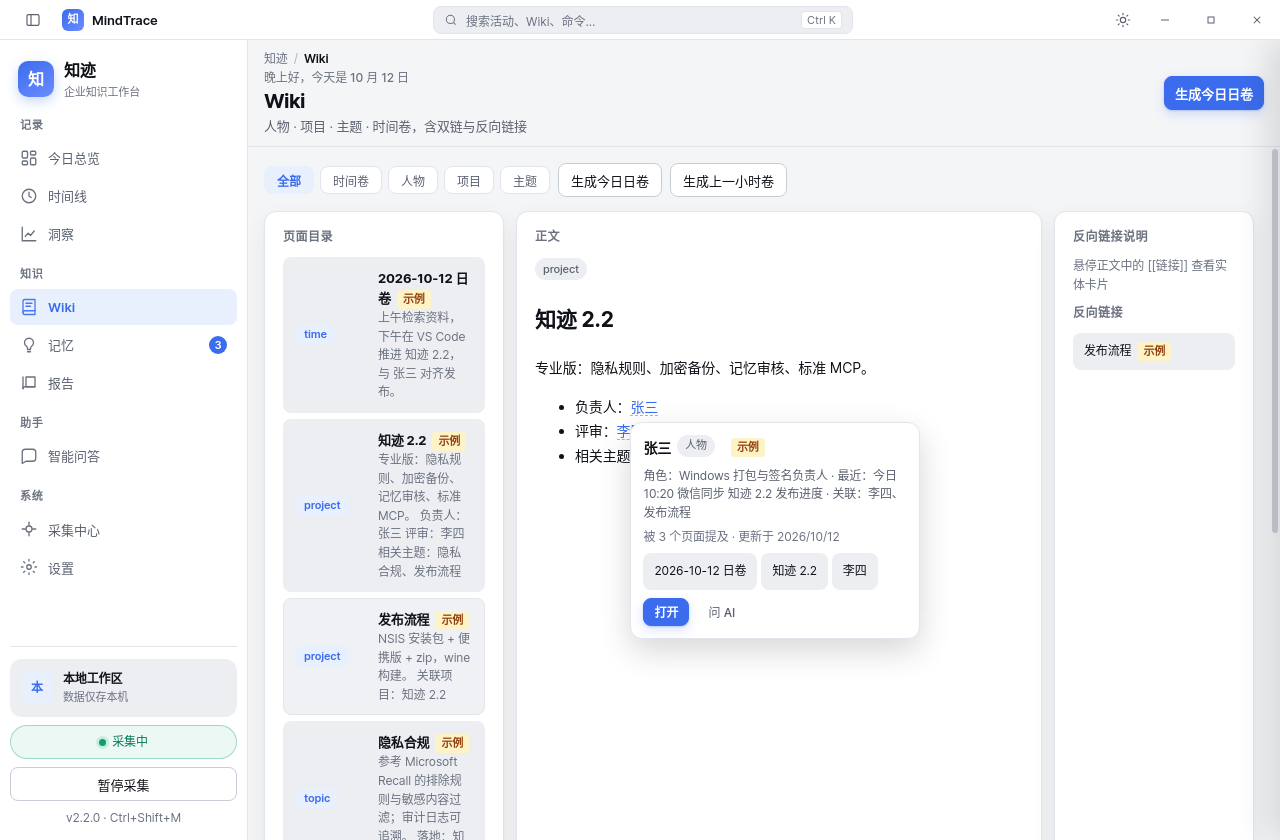 知 MindTrace
搜索活动、Wiki、命令... Ctrl K
知 知迹
企业知识工作台
记录
今日总览
时间线
洞察
知识
Wiki
记忆 3
报告
助手
智能问答
系统
采集中心
设置
本 本地工作区
数据仅存本机
采集中
暂停采集
v2.2.0 · Ctrl+Shift+M
知迹 / Wiki
晚上好，今天是 10 月 12 日
Wiki
人物 · 项目 · 主题 · 时间卷，含双链与反向链接
生成今日日卷
全部 时间卷 人物 项目 主题 生成今日日卷 生成上一小时卷
页面目录
time
2026-10-12 日
卷 示例
上午检索资料，
下午在 VS Code
推进 知迹 2.2，
与 张三 对齐发
布。
project
知迹 2.2 示例
专业版：隐私规
则、加密备份、
记忆审核、标准
MCP。 负责人：
张三 评审：李四
相关主题：隐私
合规、发布流程
project
发布流程 示例
NSIS 安装包 + 便
携版 + zip，wine
构建。 关联项
目：知迹 2.2
topic
隐私合规 示例
参考 Microsoft
Recall 的排除规
则与敏感内容过
滤；审计日志可
追溯。 落地：知
正文
project
知迹 2.2
专业版：隐私规则、加密备份、记忆审核、标准 MCP。
负责人：张三
评审：李
相关主题
张三 人物 示例
角色：Windows 打包与签名负责人 · 最近：今日
10:20 微信同步 知迹 2.2 发布进度 · 关联：李四、
发布流程
被 3 个页面提及 · 更新于 2026/10/12
2026-10-12 日卷 知迹 2.2 李四
打开 问 AI
反向链接说明
悬停正文中的 [[链接]] 查看实
体卡片
反向链接
发布流程 示例